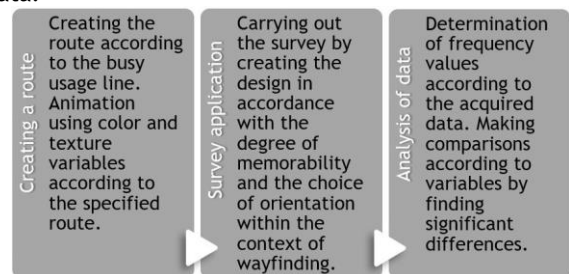 data.
Creating a route
Creating the
route according
to the busy
usage line.
Animation
using color and
texture
variables
according to
the specified
route.
Survey application
Carrying out
the survey by
creating the
design in
accordance
with the
degree of
memorability
and the choice
of orientation
within the
context of
wayfinding.
Analysis of data
Determination
of frequency
values
according to
the acquired
data. Making
comparisons
according to
variables by
finding
significant
differences.